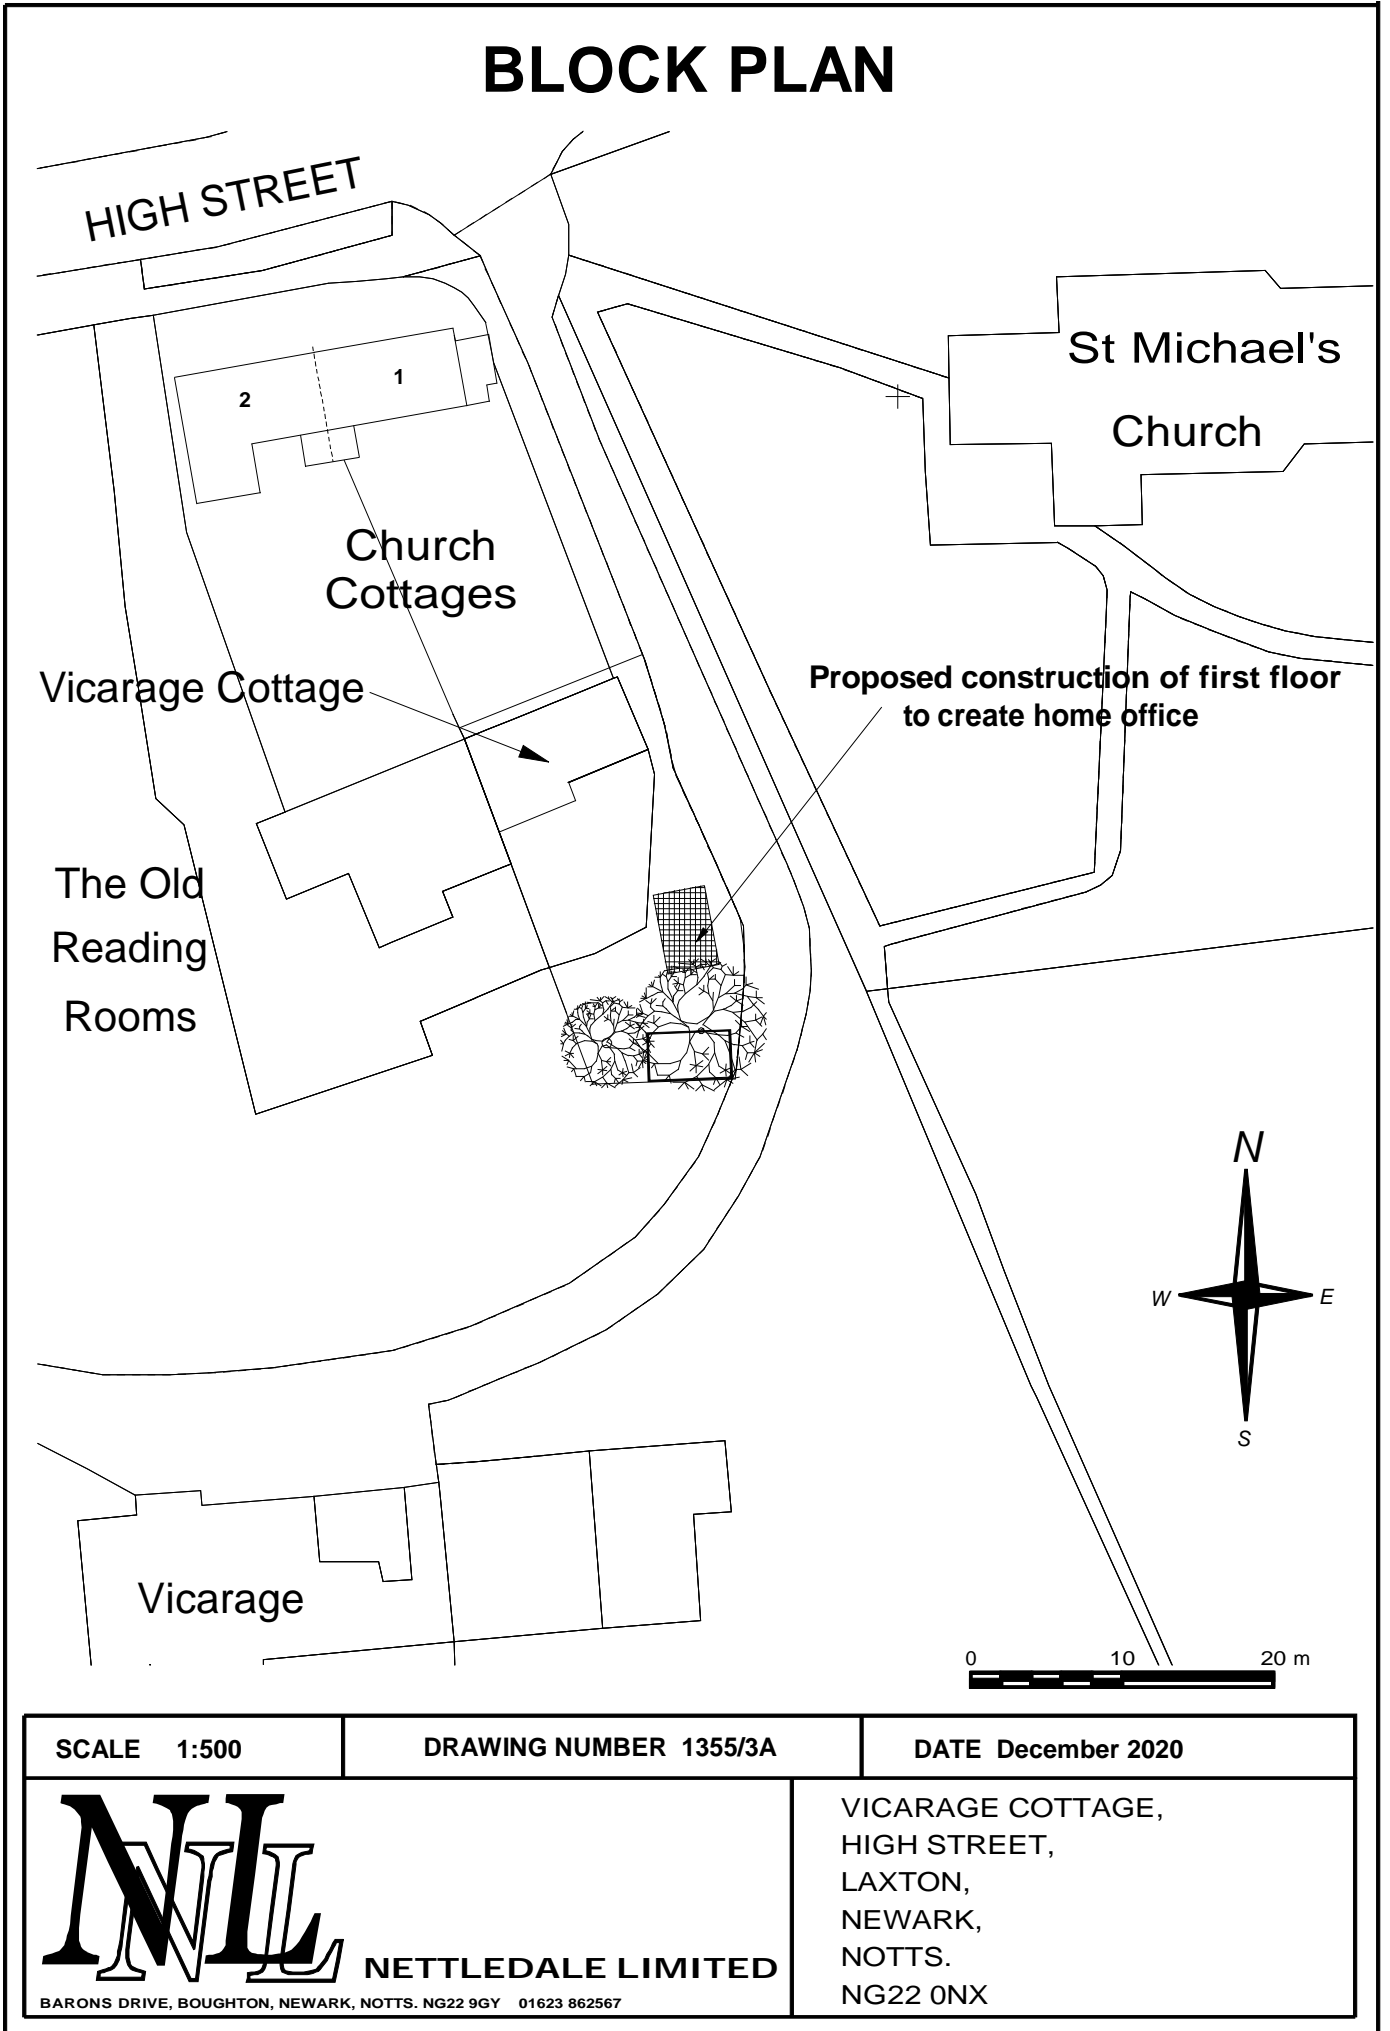 BLOCK PLAN
HIGH STREET
St Michael's
Church
1
2
Church
Cottages
Vicarage Cottage
Proposed construction of first floor
to create home office
The Old
Reading
Rooms
N
W
E
S
Vicarage
0 10 20 m
SCALE 1:500
DRAWING NUMBER 1355/3A
DATE December 2020
NNLL
NETTLEDALE LIMITED
BARONS DRIVE, BOUGHTON, NEWARK, NOTTS. NG22 9GY 01623 862567
VICARAGE COTTAGE,
HIGH STREET,
LAXTON,
NEWARK,
NOTTS.
NG22 0NX